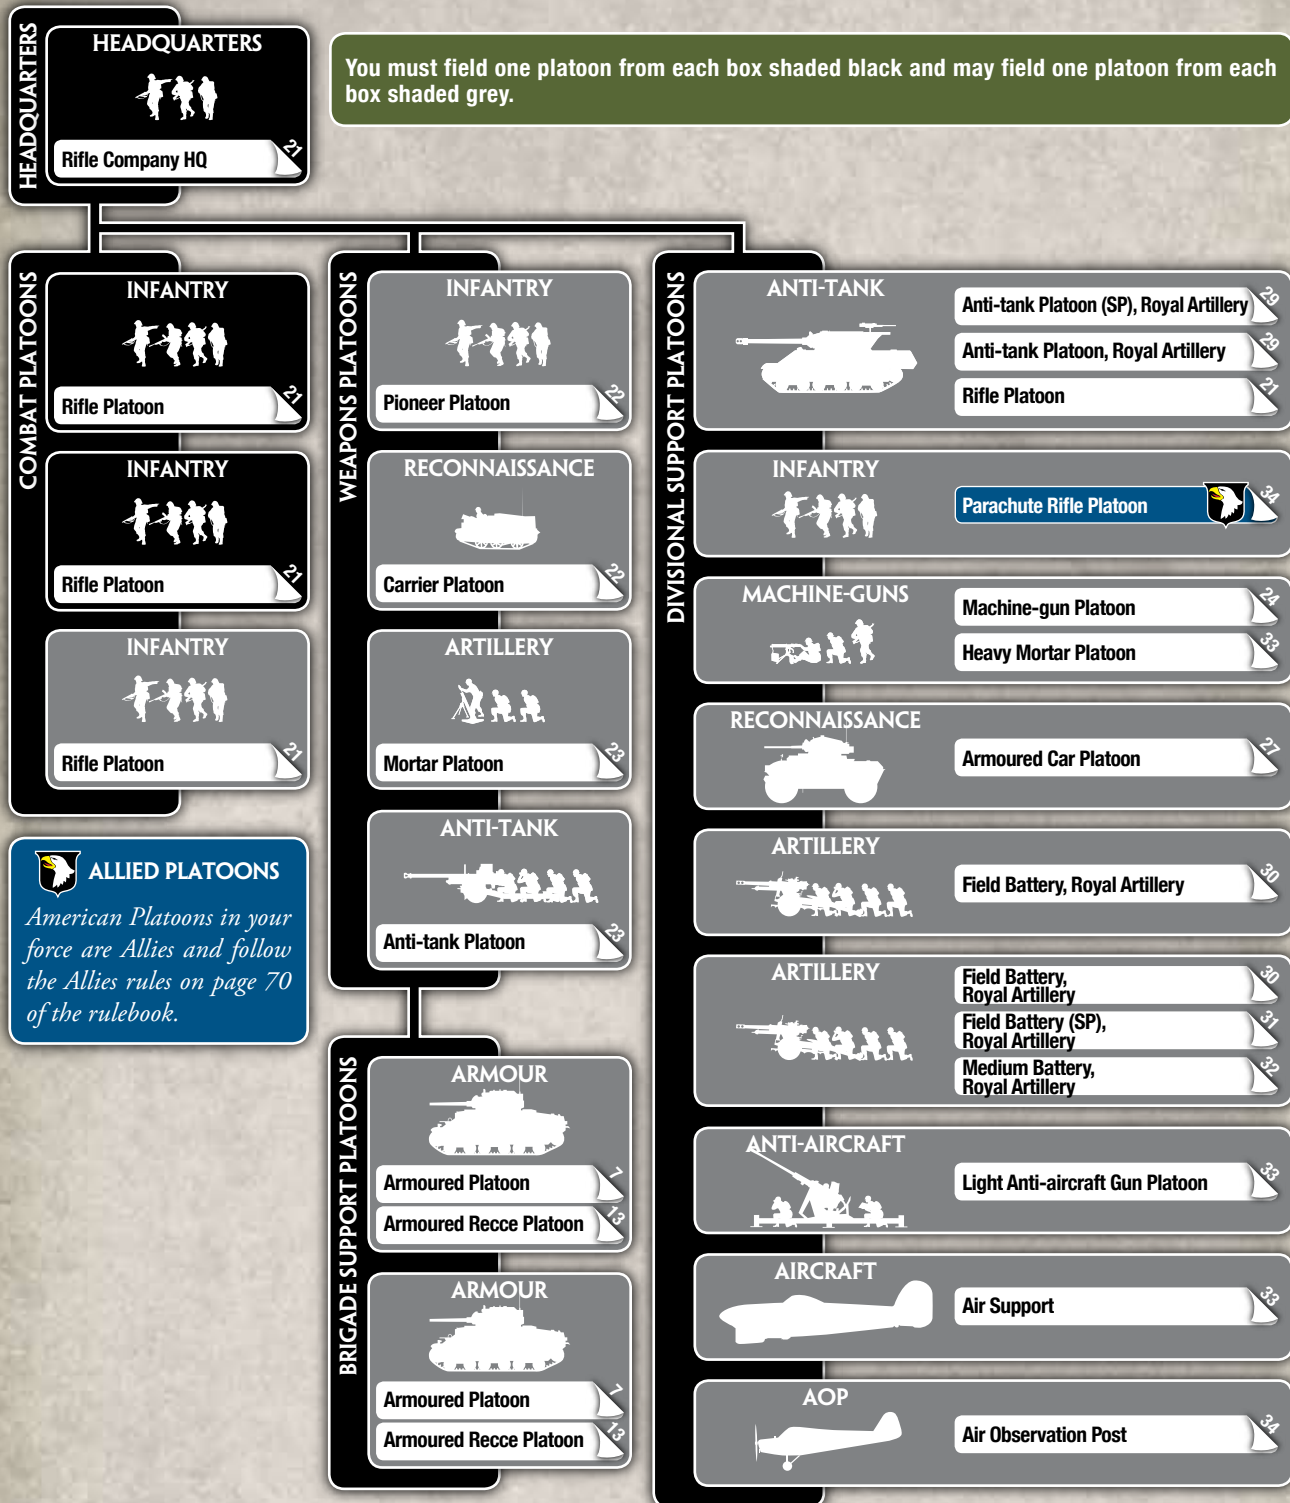 HEADQUARTERS
HEADQUARTERS
Rifle Company HQ 21
You must field one platoon from each box shaded black and may field one platoon from each
box shaded grey.
COMBAT PLATOONS
INFANTRY
Rifle Platoon 21
INFANTRY
Rifle Platoon 21
INFANTRY
Rifle Platoon 21
ALLIED PLATOONS
American Platoons in your
force are Allies and follow
the Allies rules on page 70
of the rulebook.
WEAPONS PLATOONS
INFANTRY
Pioneer Platoon 22
RECONNAISSANCE
Carrier Platoon 22
ARTILLERY
Mortar Platoon 23
ANTI-TANK
Anti-tank Platoon 23
BRIGADE SUPPORT PLATOONS
ARMOUR
Armoured Platoon 7
Armoured Recce Platoon 13
ARMOUR
Armoured Platoon 7
Armoured Recce Platoon 13
DIVISIONAL SUPPORT PLATOONS
ANTI-TANK
Anti-tank Platoon (SP), Royal Artillery 29
Anti-tank Platoon, Royal Artillery 29
Rifle Platoon 21
INFANTRY
Parachute Rifle Platoon 34
MACHINE-GUNS
Machine-gun Platoon 24
Heavy Mortar Platoon 33
RECONNAISSANCE
Armoured Car Platoon 27
ARTILLERY
Field Battery, Royal Artillery 30
ARTILLERY
Field Battery,
Royal Artillery 30
Field Battery (SP),
Royal Artillery 31
Medium Battery,
Royal Artillery 32
ANTI-AIRCRAFT
Light Anti-aircraft Gun Platoon 33
AIRCRAFT
Air Support 33
AOP
Air Observation Post 34